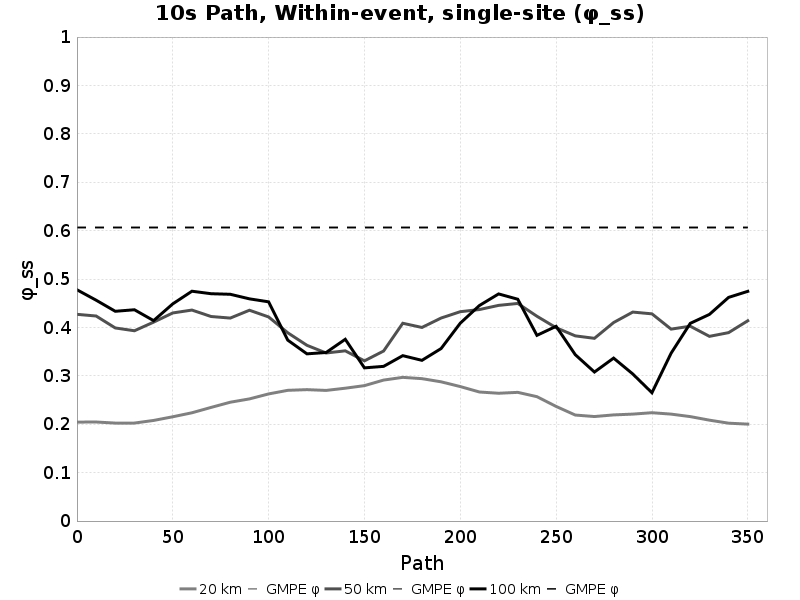 10s Path, Within-event, single-site (φ_ss)
1
0.9
0.8
0.7
0.6
0.5
0.4
0.3
0.2
0.1
0
φ_ss
0 50 100 150 200 250 300 350
Path
20 km GMPE φ 50 km GMPE φ 100 km GMPE φ